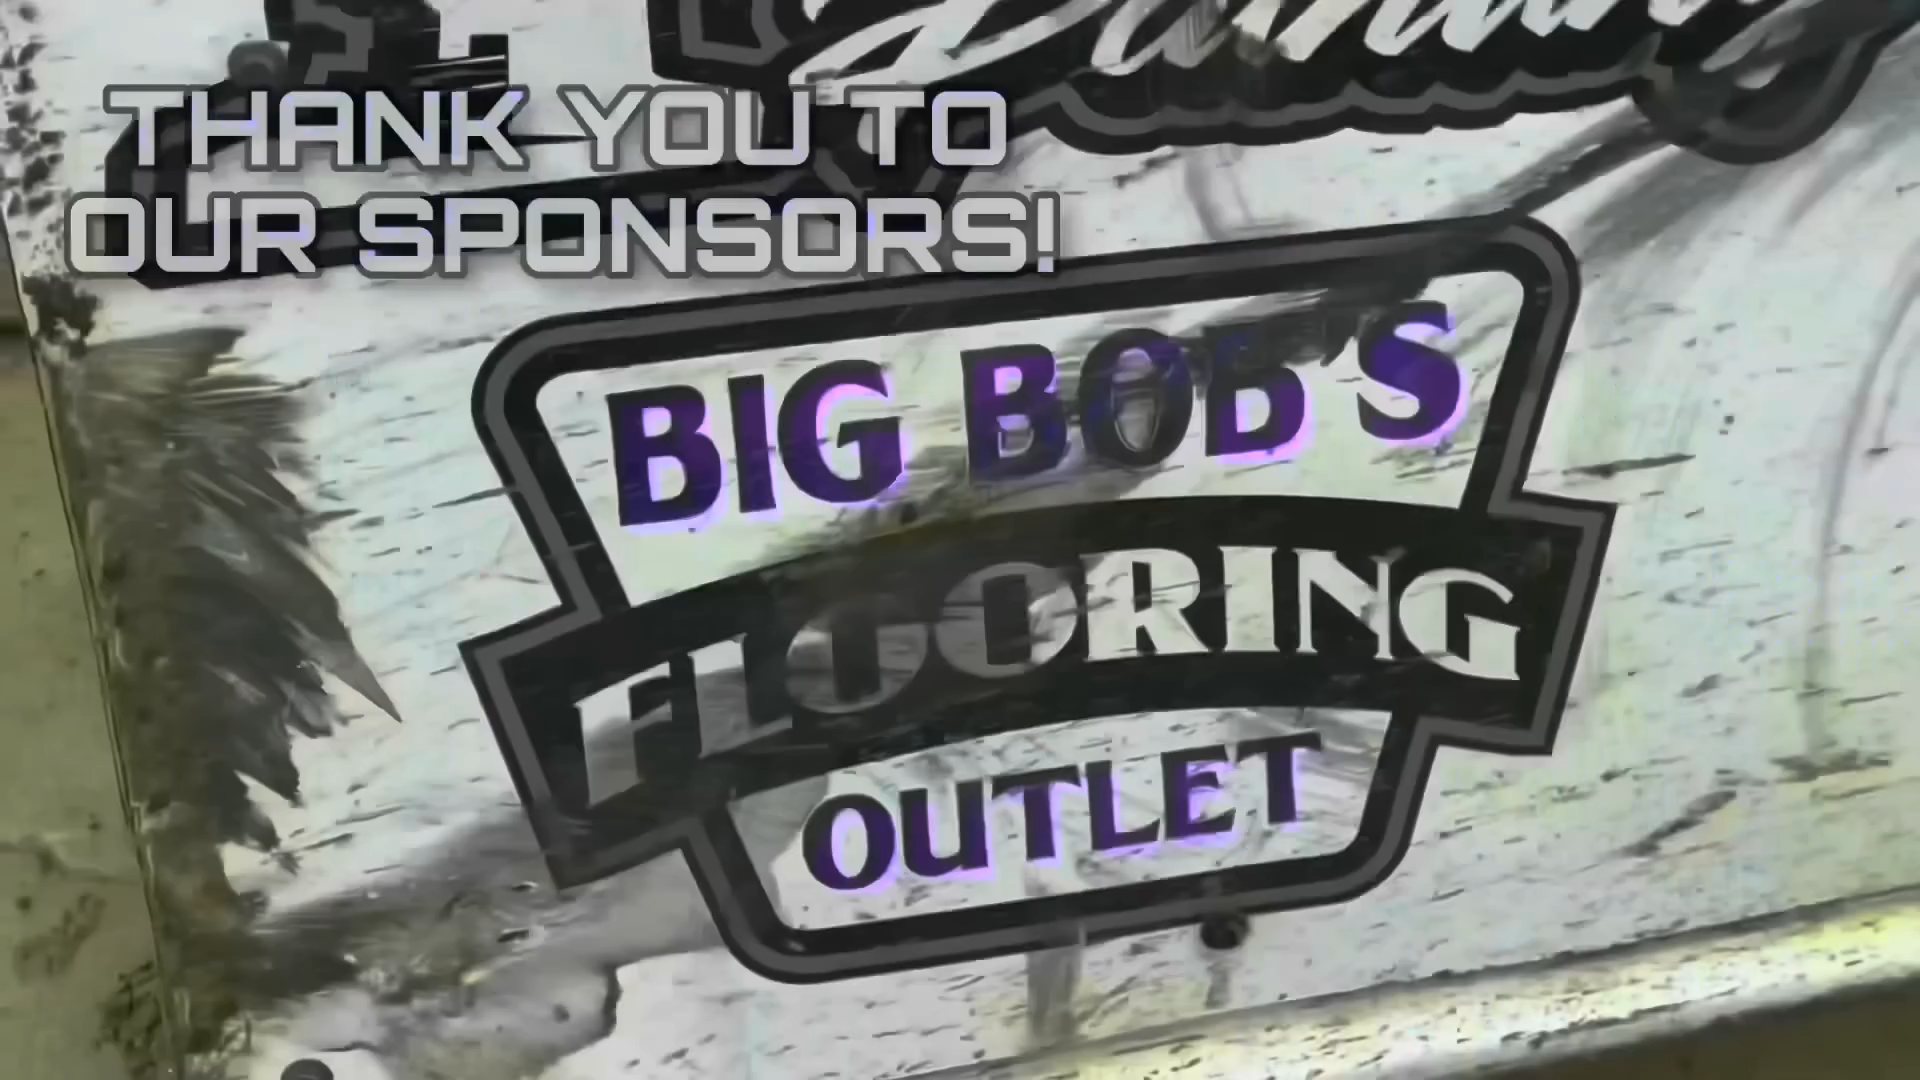 THANK YOU TO
OUR SPONSORS!
BIG BOB'S
FLOORING
OUTLET